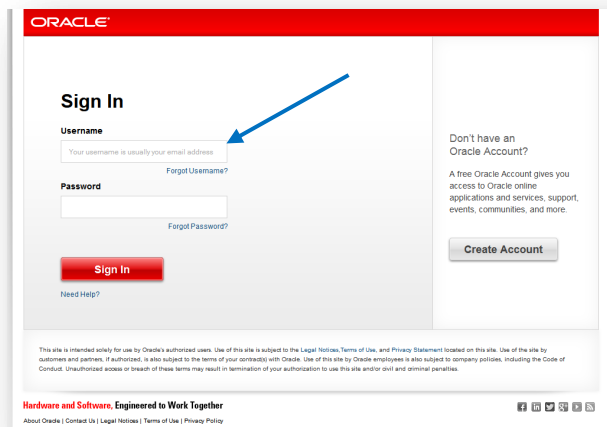 ORACLE
Sign In
Username
Your username is usually your email address
Forgot Username?
Password
Forgot Password?
Sign In
Need Help?
Don't have an
Oracle Account?
A free Oracle Account gives you
access to Oracle online
applications and services, support,
events, communities, and more.
Create Account
This site is intended solely for use by Oracle's authorized users. Use of this site is subject to the Legal Notices, Terms of Use, and Privacy Statement located on this site. Use of the site by
customers and partners, if authorized, is also subject to the terms of your contract(s) with Oracle. Use of this site by Oracle employees is also subject to company policies, including the Code of
Conduct. Unauthorized access or breach of these terms may result in termination of your authorization to use this site and/or civil and criminal penalties.
Hardware and Software, Engineered to Work Together
About Oracle | Contact Us | Legal Notices | Terms of Use | Privacy Policy